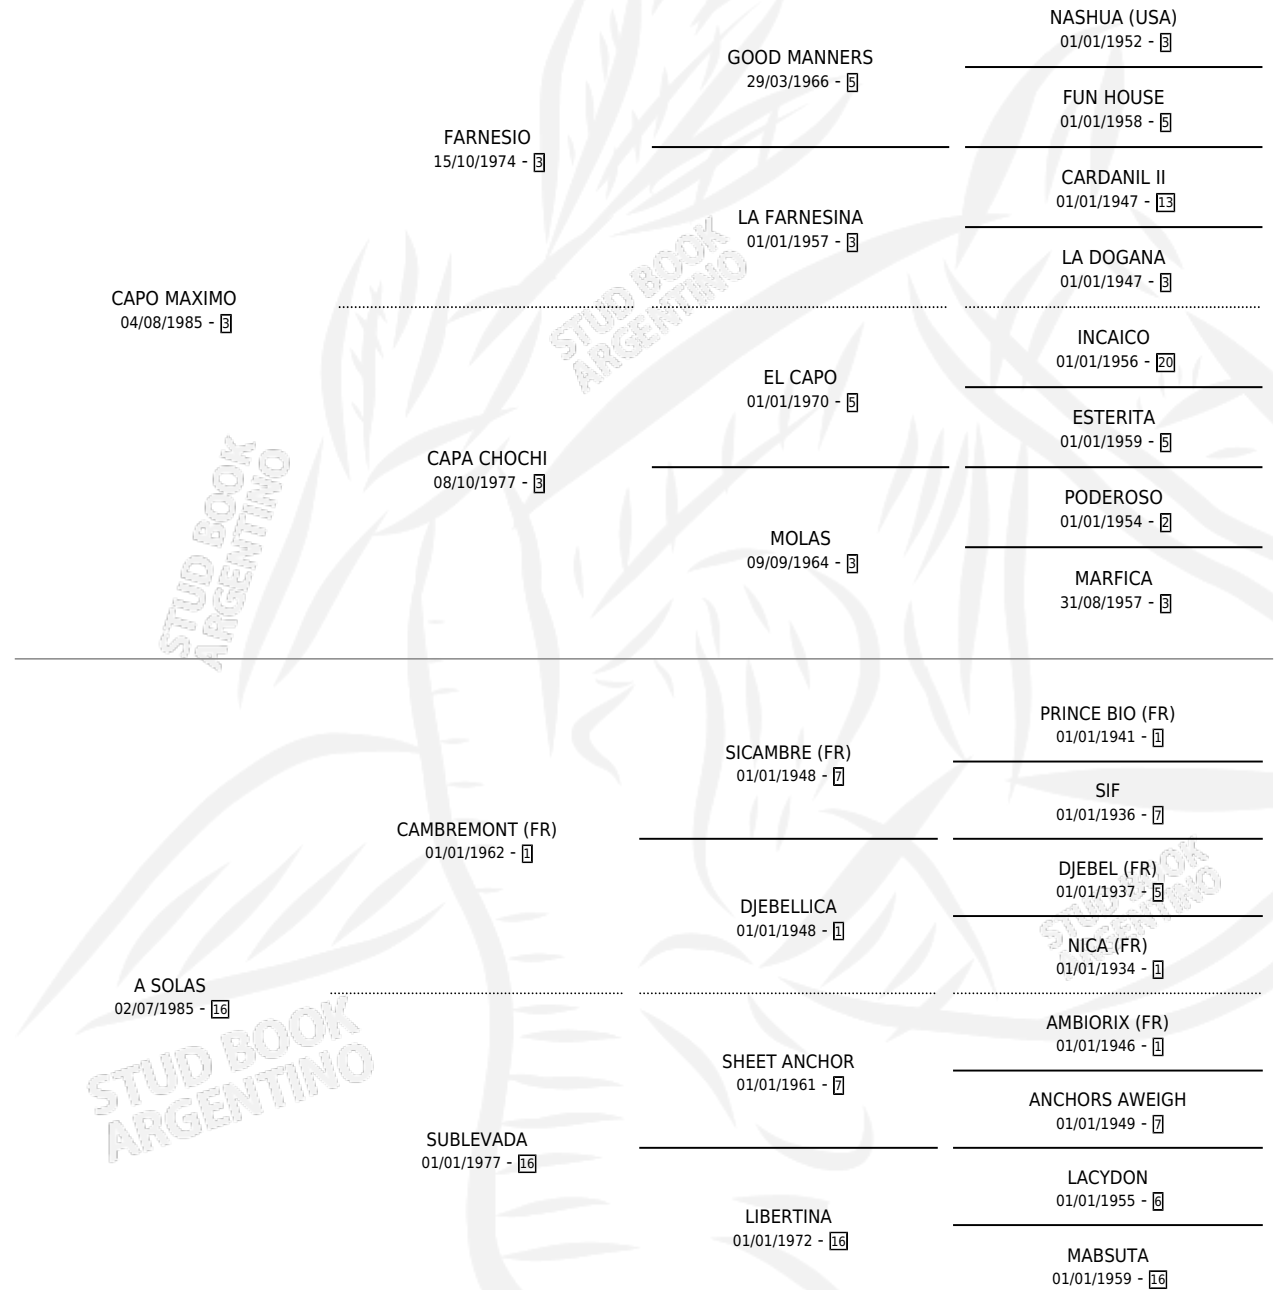 NASHUA (USA)
01/01/1952 - 3
GOOD MANNERS
29/03/1966 - 5
FUN HOUSE
01/01/1958 - 5
FARNESIO
15/10/1974 - 3
CARDANIL II
01/01/1947 - 13
LA FARNESINA
01/01/1957 - 3
LA DOGANA
01/01/1947 - 3
CAPO MAXIMO
04/08/1985 - 3
INCAICO
01/01/1956 - 20
EL CAPO
01/01/1970 - 5
ESTERITA
01/01/1959 - 5
CAPA CHOCHI
08/10/1977 - 3
PODEROSO
01/01/1954 - 2
MOLAS
09/09/1964 - 3
MARFICA
31/08/1957 - 3
STUD BOOK
ARGENTINO
STUD BOOK
ARGENTINO
PRINCE BIO (FR)
01/01/1941 - 1
SICAMBRE (FR)
01/01/1948 - 7
SIF
01/01/1936 - 7
CAMBREMONT (FR)
01/01/1962 - 1
DJEBEL (FR)
01/01/1937 - 5
DJEBELLICA
01/01/1948 - 1
NICA (FR)
01/01/1934 - 1
A SOLAS
02/07/1985 - 16
AMBIORIX (FR)
01/01/1946 - 1
SHEET ANCHOR
01/01/1961 - 7
ANCHORS AWEIGH
01/01/1949 - 7
SUBLEVADA
01/01/1977 - 16
LACYDON
01/01/1955 - 6
LIBERTINA
01/01/1972 - 16
MABSUTA
01/01/1959 - 16
STUD BOOK
ARGENTINO
STUD BOOK
ARGENTINO